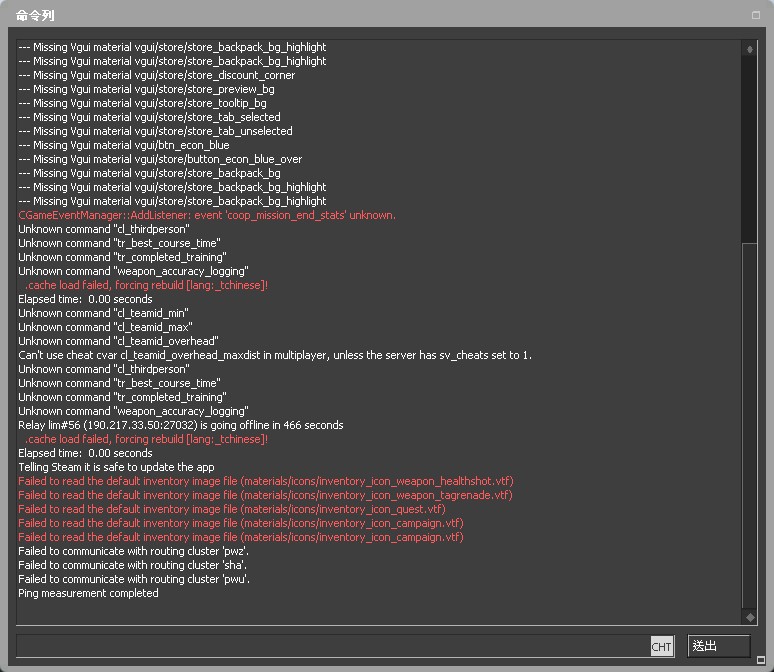 命令列
--- Missing Vgui material vgui/store/store_backpack_bg_highlight
--- Missing Vgui material vgui/store/store_backpack_bg_highlight
--- Missing Vgui material vgui/store/store_discount_corner
--- Missing Vgui material vgui/store/store_preview_bg
--- Missing Vgui material vgui/store/store_tooltip_bg
--- Missing Vgui material vgui/store/store_tab_selected
--- Missing Vgui material vgui/store/store_tab_unselected
--- Missing Vgui material vgui/btn_econ_blue
--- Missing Vgui material vgui/store/button_econ_blue_over
--- Missing Vgui material vgui/store/store_backpack_bg
--- Missing Vgui material vgui/store/store_backpack_bg_highlight
--- Missing Vgui material vgui/store/store_backpack_bg_highlight
CGameEventManager::AddListener: event 'coop_mission_end_stats' unknown.
Unknown command "cl_thirdperson"
Unknown command "tr_best_course_time"
Unknown command "tr_completed_training"
Unknown command "weapon_accuracy_logging"
.cache load failed, forcing rebuild [lang:_tchinese]!
Elapsed time:  0.00 seconds
Unknown command "cl_teamid_min"
Unknown command "cl_teamid_max"
Unknown command "cl_teamid_overhead"
Can't use cheat cvar cl_teamid_overhead_maxdist in multiplayer, unless the server has sv_cheats set to 1.
Unknown command "cl_thirdperson"
Unknown command "tr_best_course_time"
Unknown command "tr_completed_training"
Unknown command "weapon_accuracy_logging"
Relay lim#56 (190.217.33.50:27032) is going offline in 466 seconds
.cache load failed, forcing rebuild [lang:_tchinese]!
Elapsed time:  0.00 seconds
Telling Steam it is safe to update the app
Failed to read the default inventory image file (materials/icons/inventory_icon_weapon_healthshot.vtf)
Failed to read the default inventory image file (materials/icons/inventory_icon_weapon_tagrenade.vtf)
Failed to read the default inventory image file (materials/icons/inventory_icon_quest.vtf)
Failed to read the default inventory image file (materials/icons/inventory_icon_campaign.vtf)
Failed to read the default inventory image file (materials/icons/inventory_icon_campaign.vtf)
Failed to communicate with routing cluster 'pwz'.
Failed to communicate with routing cluster 'sha'.
Failed to communicate with routing cluster 'pwu'.
Ping measurement completed
CHT 送出